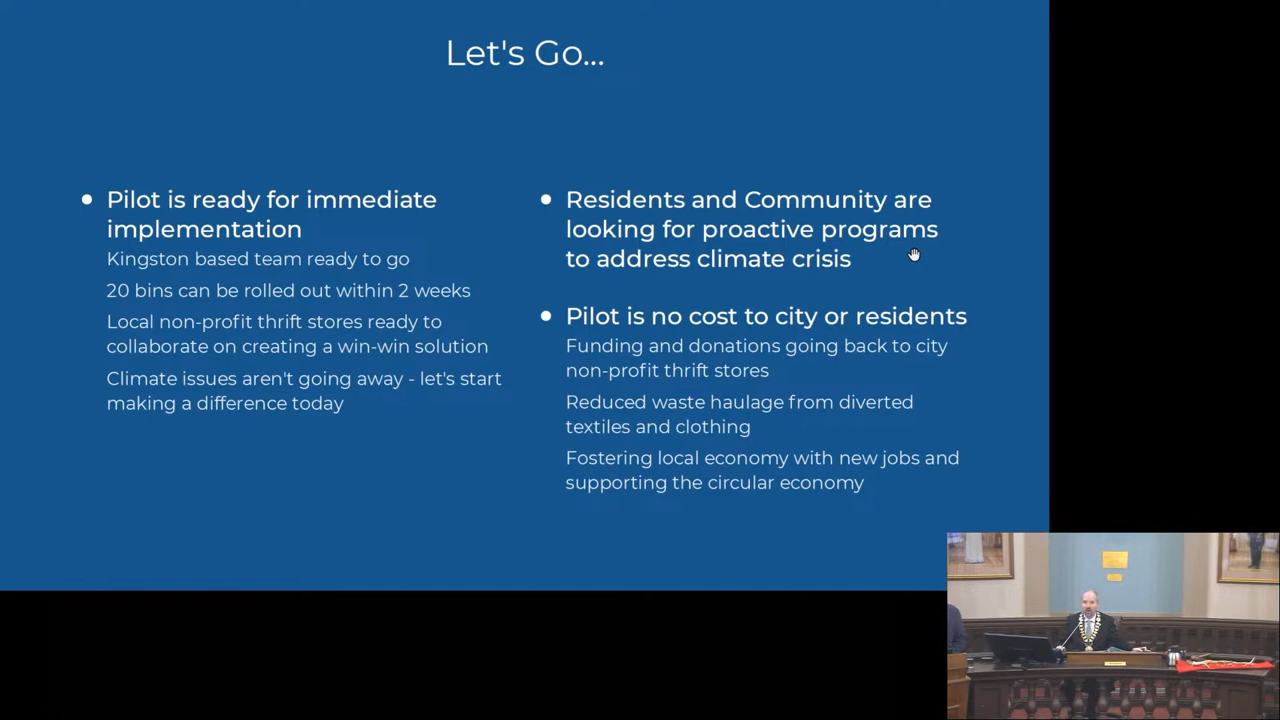 Let's Go...
Pilot is ready for immediate
implementation
Kingston based team ready to go
20 bins can be rolled out within 2 weeks
Local non-profit thrift stores ready to
collaborate on creating a win-win solution
Climate issues aren't going away - let's start
making a difference today
Residents and Community are
looking for proactive programs
to address climate crisis
Pilot is no cost to city or residents
Funding and donations going back to city
non-profit thrift stores
Reduced waste haulage from diverted
textiles and clothing
Fostering local economy with new jobs and
supporting the circular economy